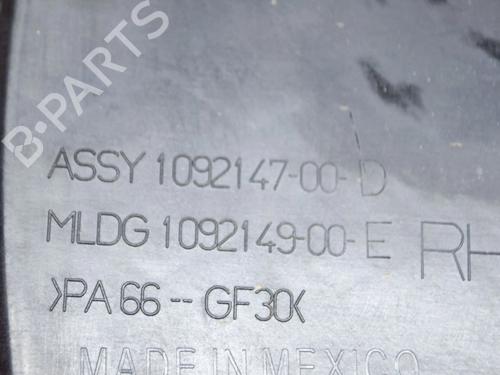 B-PARTS
ASSY 1092147-00-D
MLDG 1092149-00-E RH
>PA 66 -- GF30<
MADE IN MEXICO